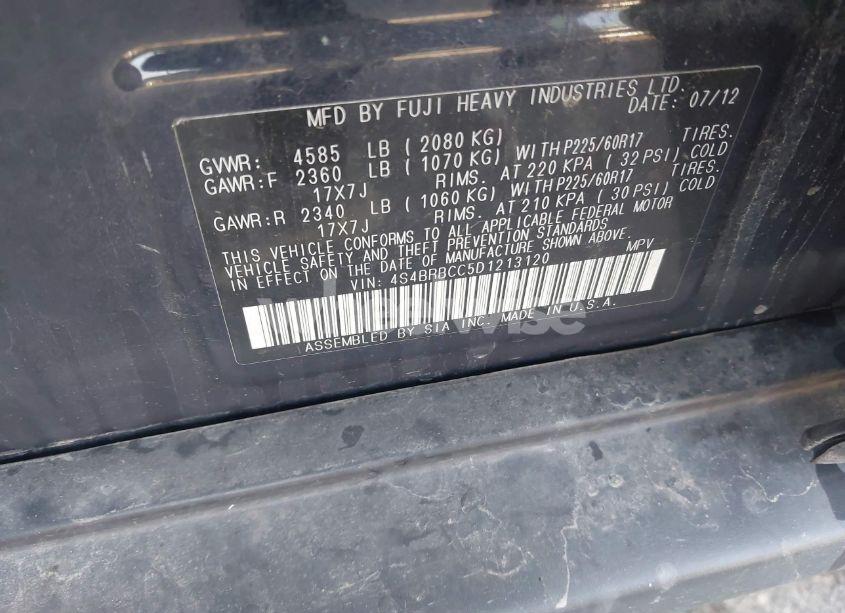 MFD BY FUJI HEAVY INDUSTRIES LTD.
DATE: 07/12
GVWR: 4585 LB ( 2080 KG)
GAWR:F 2360 LB ( 1070 KG) WITH P225/60R17 TIRES.
17X7J RIMS. AT 220 KPA ( 32 PSI) COLD
GAWR:R 2340 LB ( 1060 KG) WITH P225/60R17 TIRES.
17X7J RIMS. AT 210 KPA ( 30 PSI) COLD
THIS VEHICLE CONFORMS TO ALL APPLICABLE FEDERAL MOTOR
VEHICLE SAFETY AND THEFT PREVENTION STANDARDS
IN EFFECT ON THE DATE OF MANUFACTURE SHOWN ABOVE.
VIN: 4S4BRBCC5D1213120 MPV
ASSEMBLED BY SIA INC. MADE IN U.S.A.
wheelwise